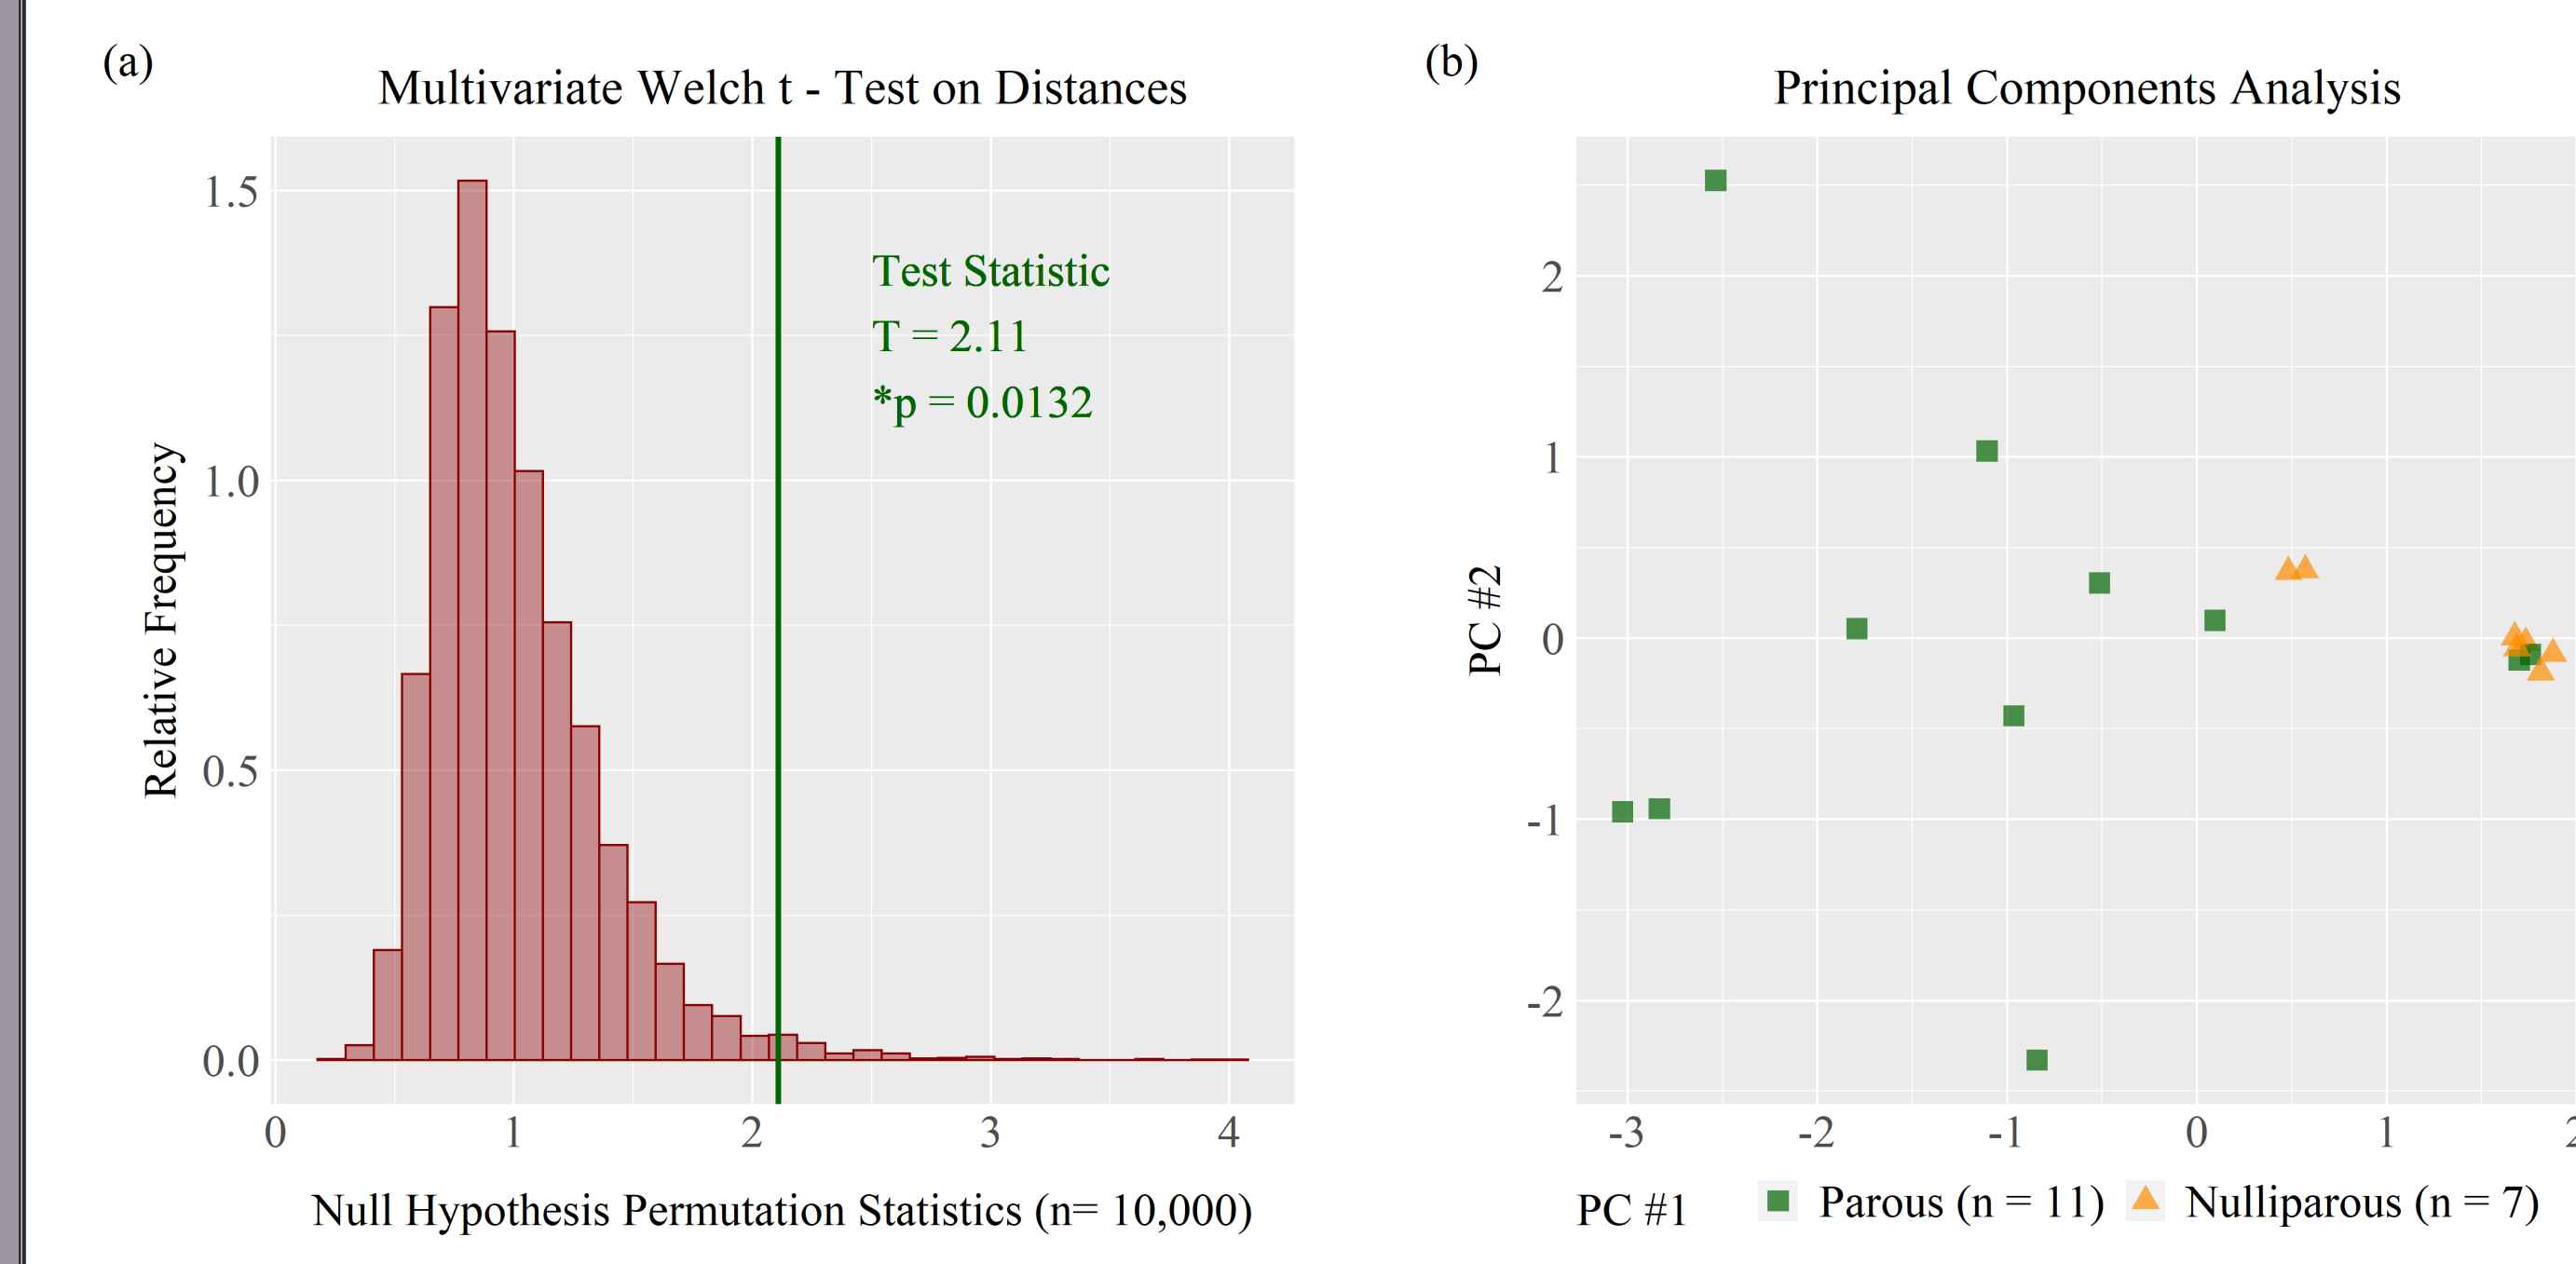 (a)
Multivariate Welch t - Test on Distances
Relative Frequency
1.5
1.0
0.5
0.0
Test Statistic
T = 2.11
*p = 0.0132
0 1 2 3 4
Null Hypothesis Permutation Statistics (n= 10,000)
(b)
Principal Components Analysis
PC #2
2
1
0
-1
-2
-3 -2 -1 0 1
PC #1
Parous (n = 11)
Nulliparous (n = 7)